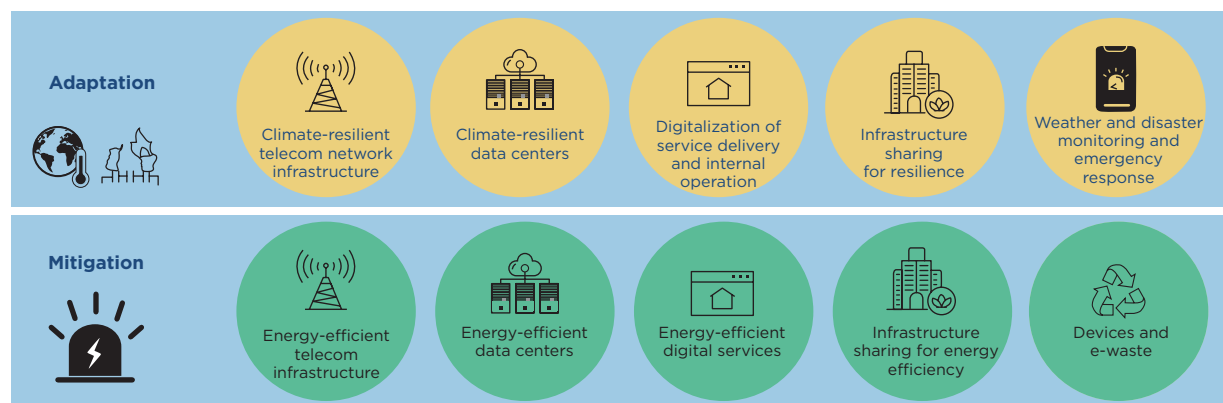 Adaptation
Climate-resilient
telecom network
infrastructure
Climate-resilient
data centers
Digitalization of
service delivery
and internal
operation
Infrastructure
sharing
for resilience
Weather and disaster
monitoring and
emergency
response
Mitigation
Energy-efficient
telecom
infrastructure
Energy-efficient
data centers
Energy-efficient
digital services
Infrastructure
sharing for energy
efficiency
Devices and
e-waste